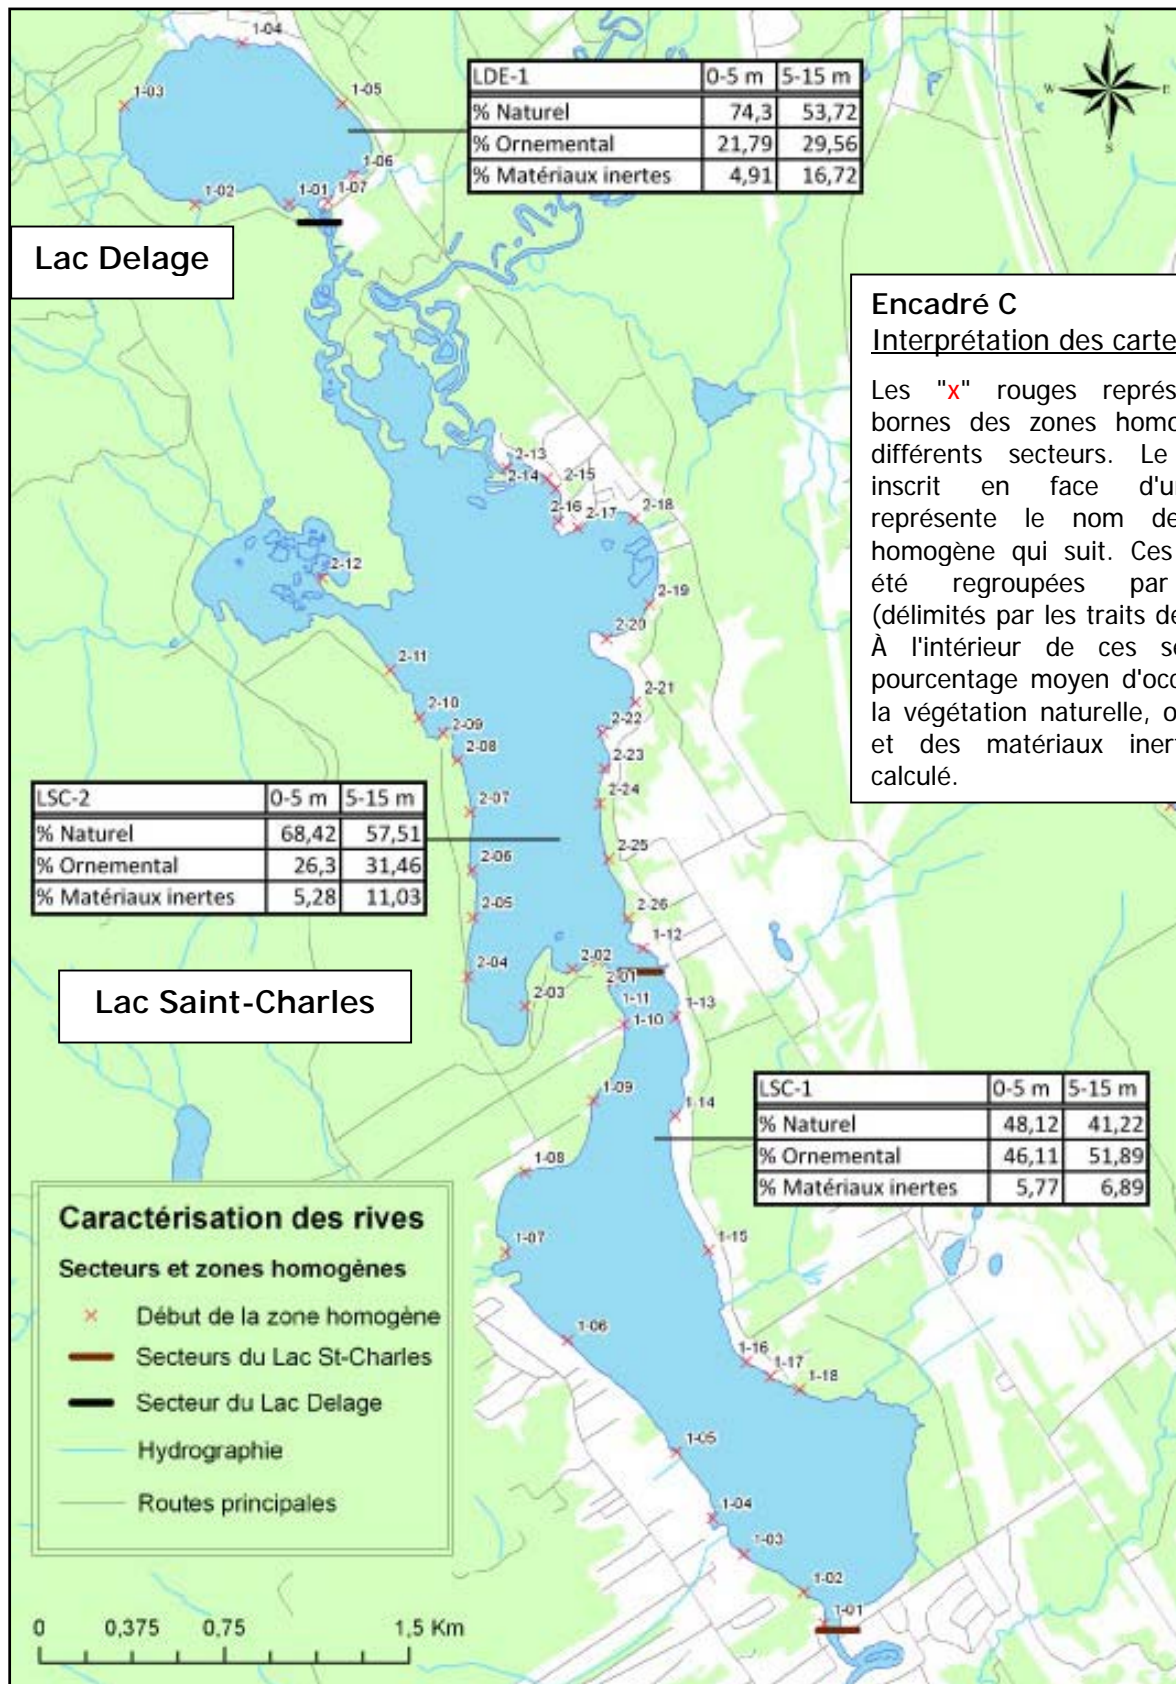 1-04
1-03
1-05
1-06
1-02
1-01
1-07
LDE-1 0-5 m 5-15 m
% Naturel 74,3 53,72
% Ornemental 21,79 29,56
% Matériaux inertes 4,91 16,72
N
W E
S
Lac Delage
Encadré C
Interprétation des carte
Les "x" rouges représ
bornes des zones homo
différents secteurs. Le
inscrit en face d'u
représente le nom de
homogène qui suit. Ces
été regroupées par
(délimités par les traits de
À l'intérieur de ces se
pourcentage moyen d'occ
la végétation naturelle, o
et des matériaux iner
calculé.
2-13
2-14
2-15
2-16
2-17
2-18
2-12
2-19
2-20
2-11
2-21
2-10
2-09
2-22
2-08
2-23
2-24
2-07
2-25
2-06
2-05
2-26
1-12
2-04
2-02
2-01
2-03
1-11
1-13
1-10
LSC-2 0-5 m 5-15 m
% Naturel 68,42 57,51
% Ornemental 26,3 31,46
% Matériaux inertes 5,28 11,03
Lac Saint-Charles
1-09
1-14
LSC-1 0-5 m 5-15 m
% Naturel 48,12 41,22
% Ornemental 46,11 51,89
% Matériaux inertes 5,77 6,89
1-08
1-07
1-15
1-06
1-16
1-17
1-18
1-05
1-04
1-03
1-02
1-01
Caractérisation des rives
Secteurs et zones homogènes
Début de la zone homogène
Secteurs du Lac St-Charles
Secteur du Lac Delage
Hydrographie
Routes principales
0 0,375 0,75 1,5 Km